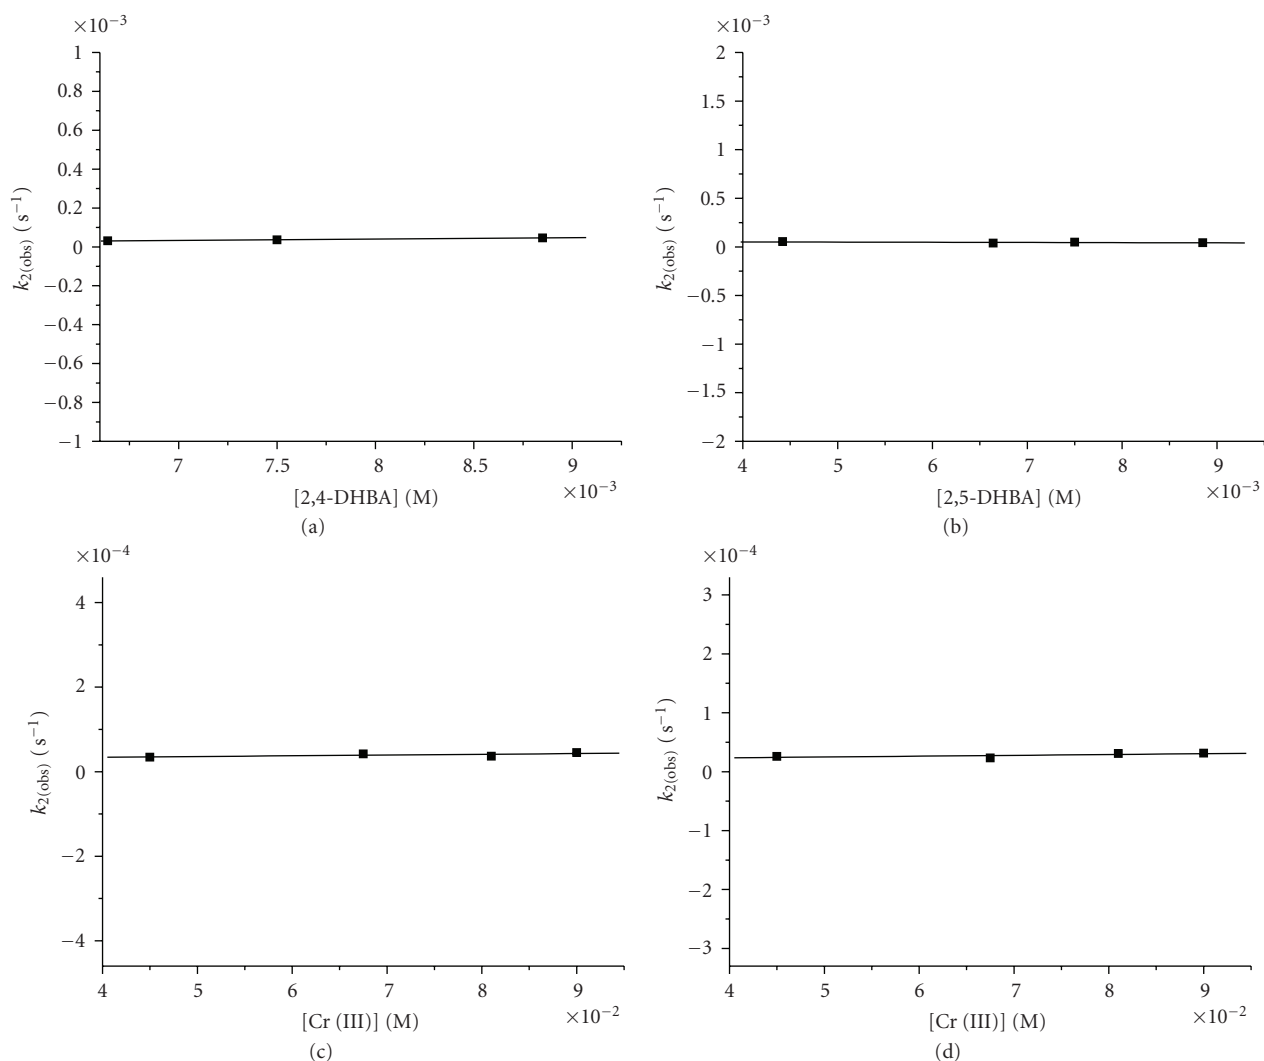 ×10⁻³
1
0.8
0.6
0.4
0.2
0
−0.2
−0.4
−0.6
−0.8
−1
k₂(obs) (s⁻¹)
7 7.5 8 8.5 9
[2,4-DHBA] (M) ×10⁻³
(a)
×10⁻³
2
1.5
1
0.5
0
−0.5
−1
−1.5
−2
k₂(obs) (s⁻¹)
4 5 6 7 8 9
[2,5-DHBA] (M) ×10⁻³
(b)
×10⁻⁴
4
2
0
−2
−4
k₂(obs) (s⁻¹)
4 5 6 7 8 9
[Cr (III)] (M) ×10⁻²
(c)
×10⁻⁴
3
2
1
0
−1
−2
−3
k₂(obs) (s⁻¹)
4 5 6 7 8 9
[Cr (III)] (M) ×10⁻²
(d)